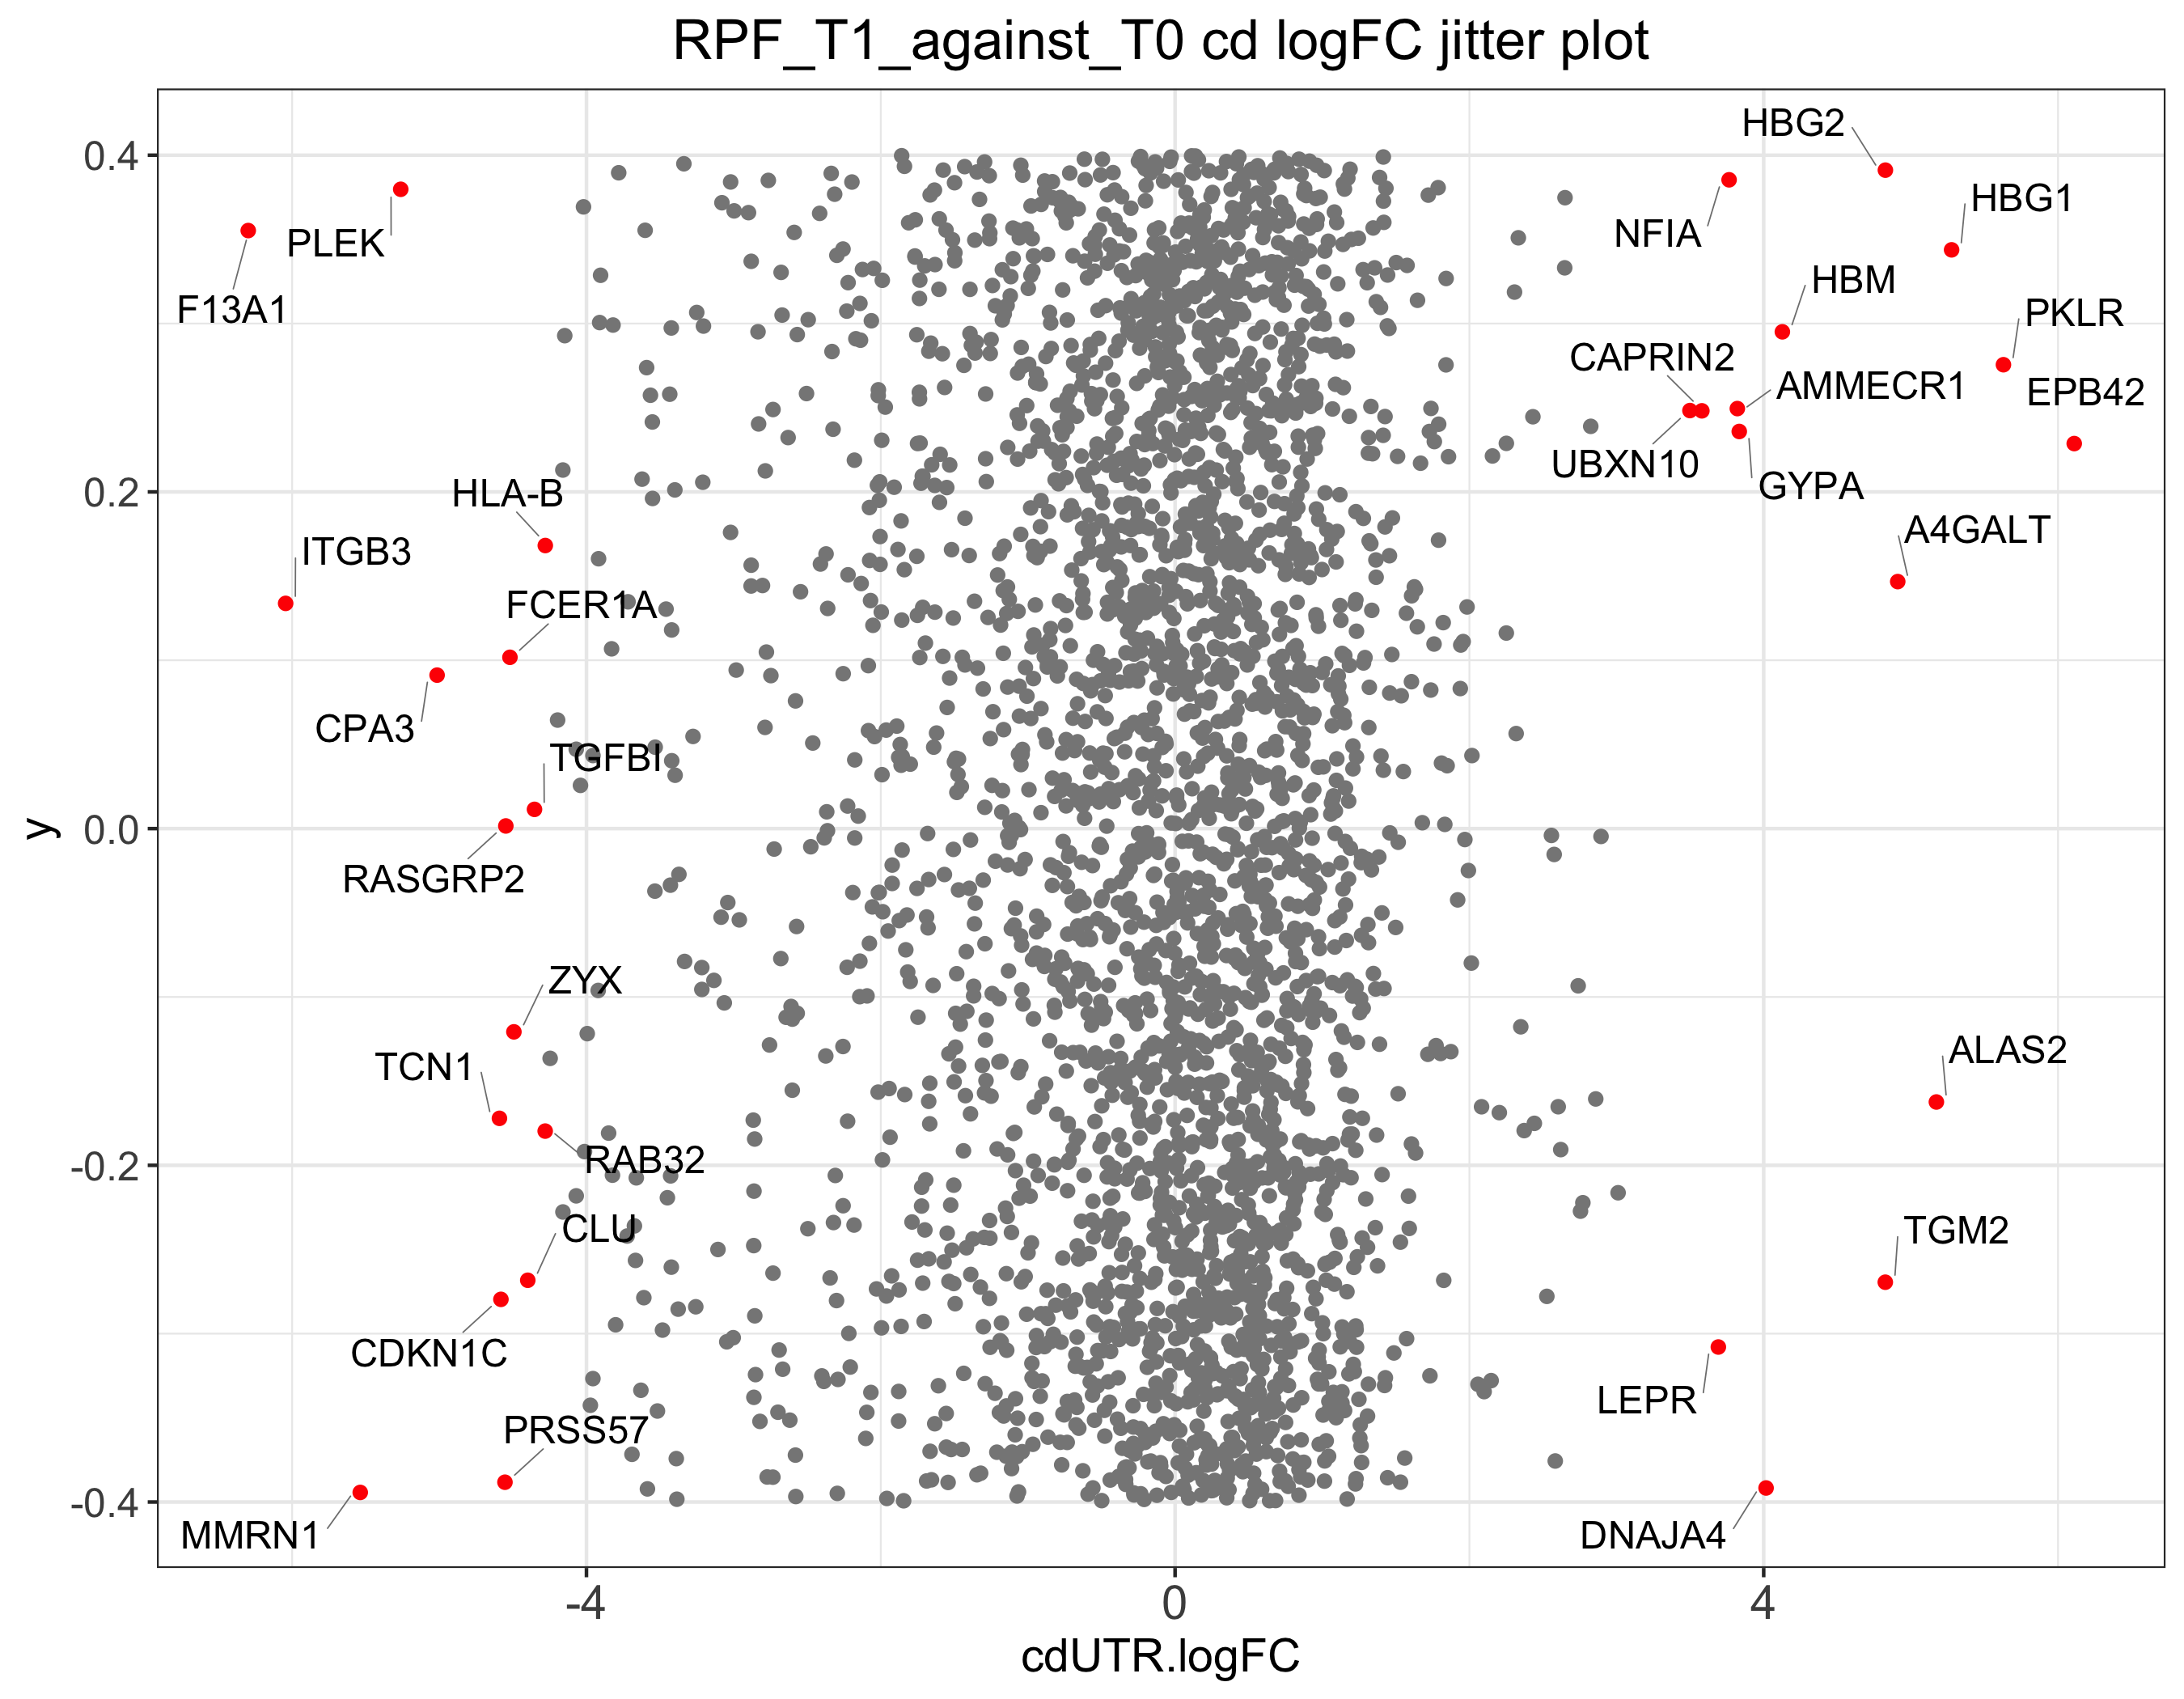 RPF_T1_against_T0 cd logFC jitter plot
HBG2
HBG1
NFIA
PLEK
F13A1
HBM
PKLR
CAPRIN2
AMMECR1
EPB42
UBXN10
GYPA
HLA-B
A4GALT
ITGB3
FCER1A
CPA3
TGFBI
RASGRP2
ZYX
TCN1
ALAS2
RAB32
CLU
TGM2
CDKN1C
LEPR
PRSS57
MMRN1
DNAJA4
0.4
0.2
0.0
-0.2
-0.4
y
-4
0
4
cdUTR.logFC